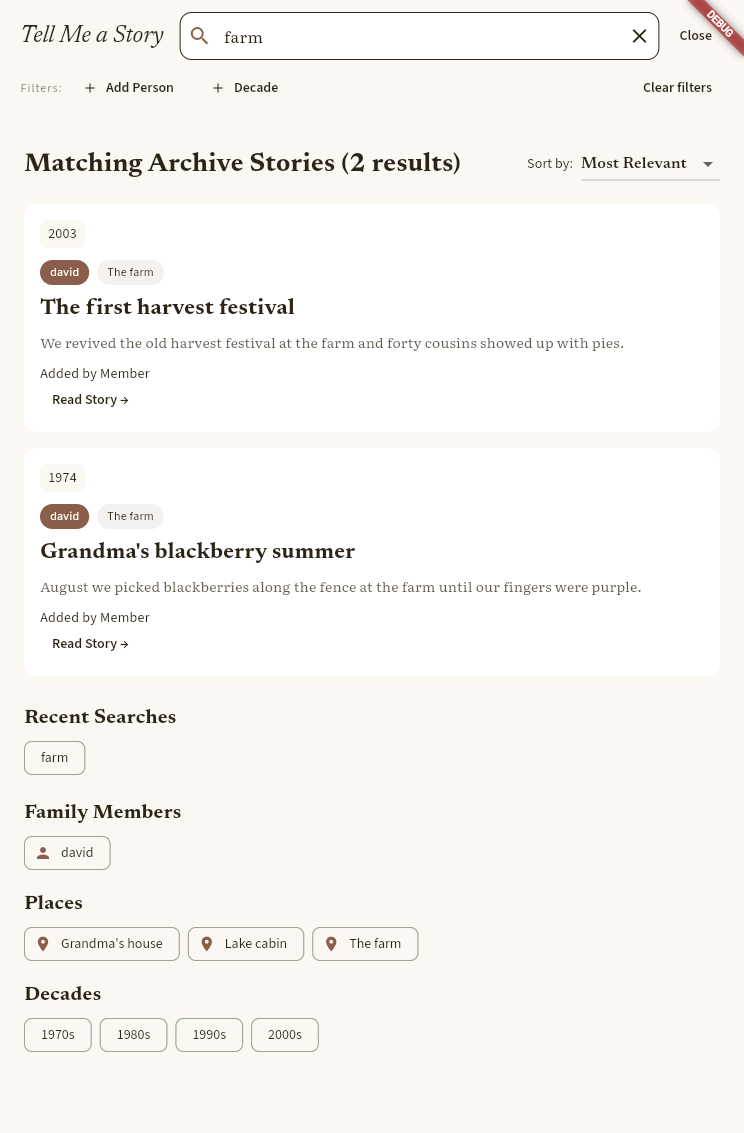 Tell Me a Story
farm
Close
DEBUG
Filters:
+ Add Person
+ Decade
Clear filters
Matching Archive Stories (2 results)
Sort by: Most Relevant
2003
david
The farm
The first harvest festival
We revived the old harvest festival at the farm and forty cousins showed up with pies.
Added by Member
Read Story →
1974
david
The farm
Grandma's blackberry summer
August we picked blackberries along the fence at the farm until our fingers were purple.
Added by Member
Read Story →
Recent Searches
farm
Family Members
david
Places
Grandma's house
Lake cabin
The farm
Decades
1970s
1980s
1990s
2000s